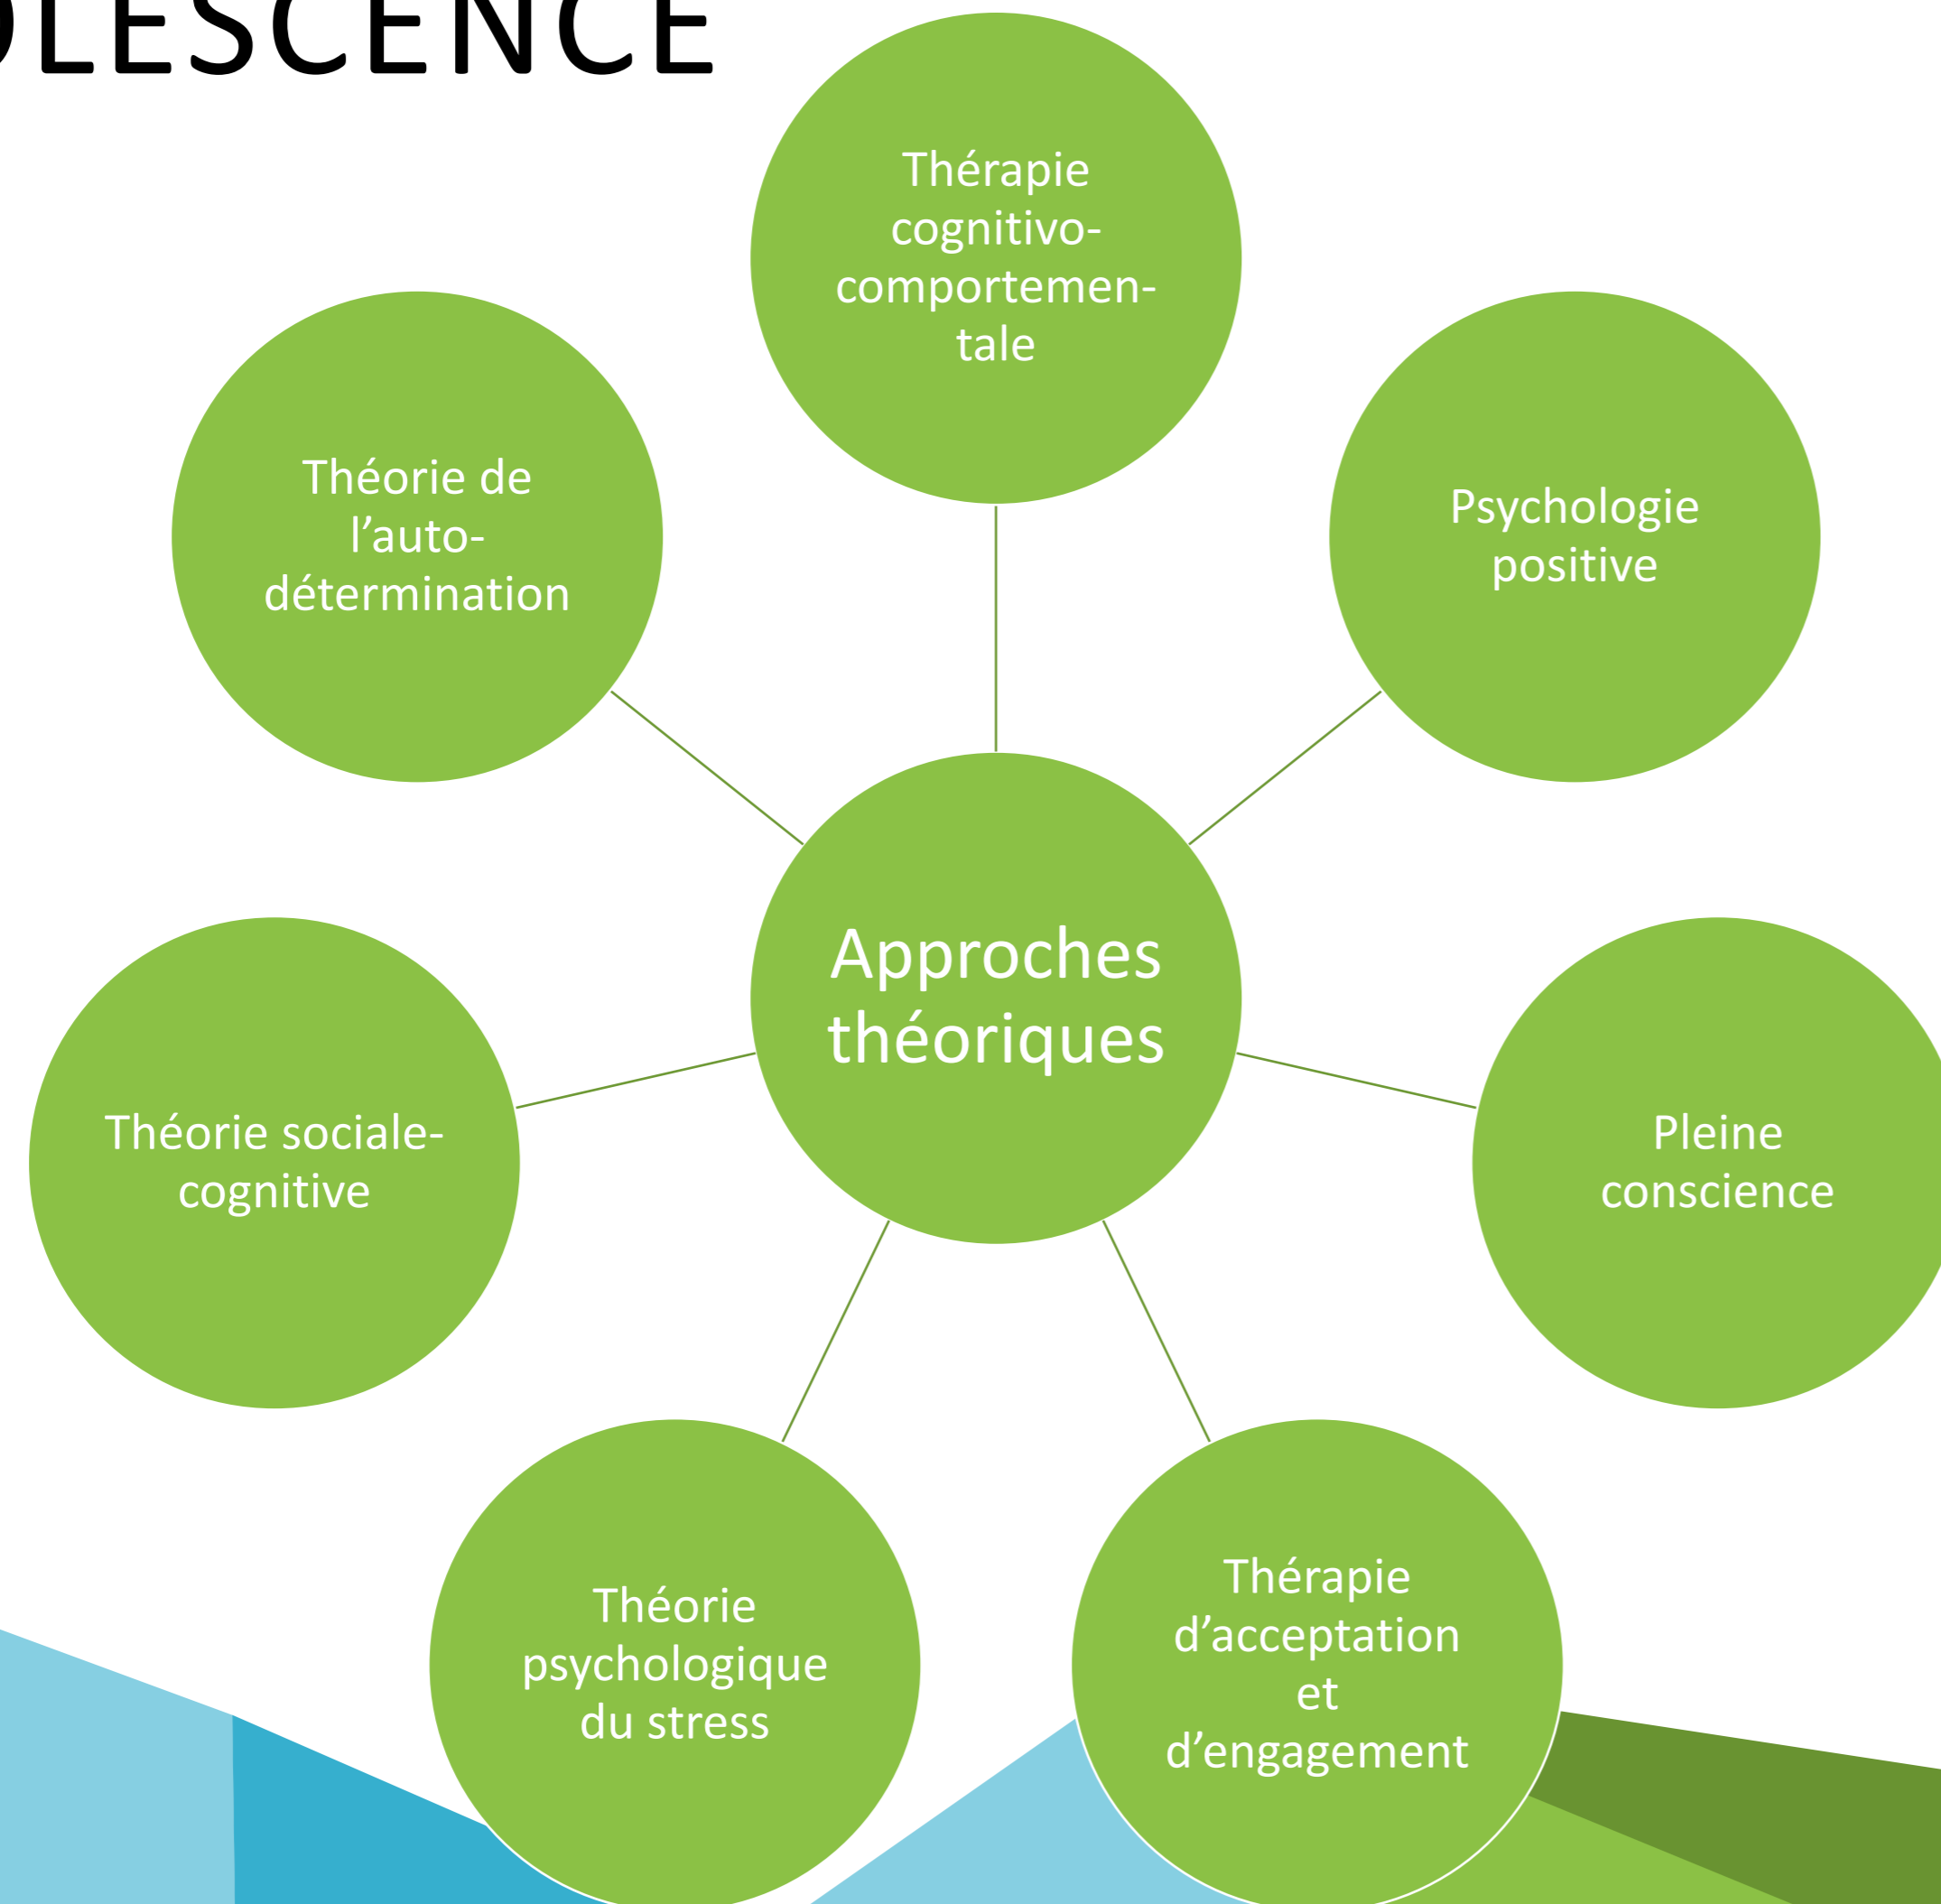 OLESCENCE
Thérapie
cognitivo-
comportemen-
tale
Psychologie
positive
Pleine
conscience
Thérapie
d’acceptation
et
d’engagement
Théorie
psychologique
du stress
Théorie sociale-
cognitive
Théorie de
l’auto-
détermination
Approches
théoriques